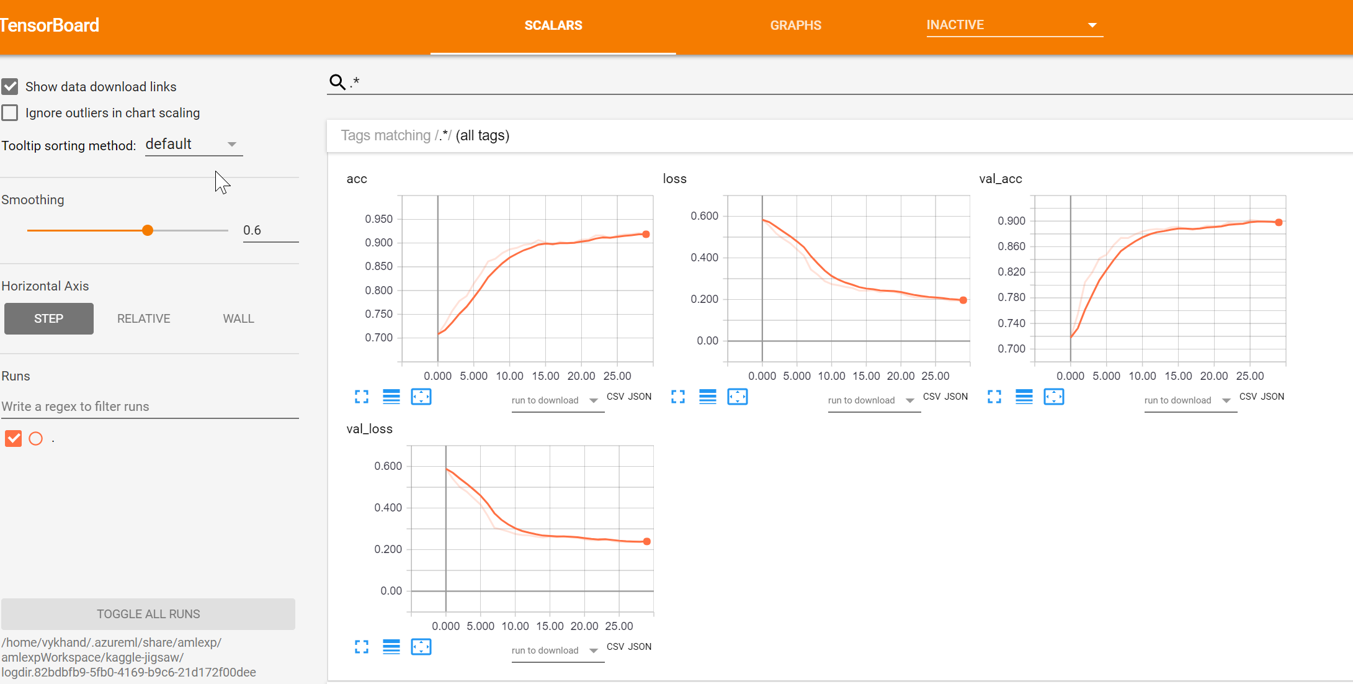 TensorBoard
SCALARS
GRAPHS
INACTIVE
Show data download links
Ignore outliers in chart scaling
Tooltip sorting method: default
Smoothing
0.6
Horizontal Axis
STEP RELATIVE WALL
Runs
Write a regex to filter runs
.
TOGGLE ALL RUNS
/home/vykhand/.azureml/share/amlexp/
amlexpWorkspace/kaggle-jigsaw/
logdir.82bdbfb9-5fb0-4169-b9c6-21d172f00dee
.*
Tags matching /.*/ (all tags)
acc
0.950
0.900
0.850
0.800
0.750
0.700
0.000 5.000 10.00 15.00 20.00 25.00
run to download CSV JSON
loss
0.600
0.400
0.200
0.00
0.000 5.000 10.00 15.00 20.00 25.00
run to download CSV JSON
val_acc
0.900
0.860
0.820
0.780
0.740
0.700
0.000 5.000 10.00 15.00 20.00 25.00
run to download CSV JSON
val_loss
0.600
0.400
0.200
0.00
0.000 5.000 10.00 15.00 20.00 25.00
run to download CSV JSON